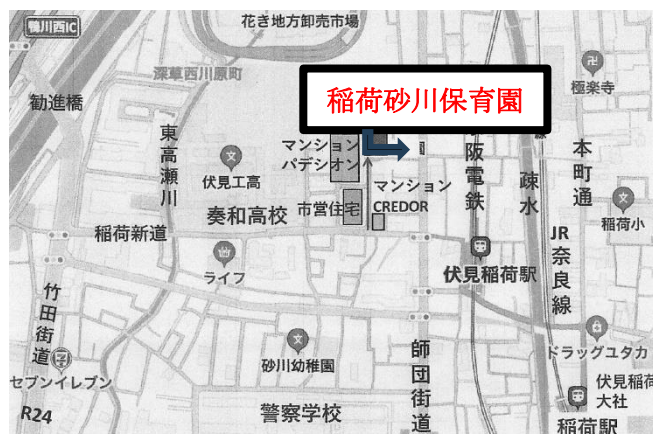 鴨川西IC
花き地方卸売市場
深草西川原町
勧進橋
稲荷砂川保育園
極楽寺
東高瀬川
マンション
パデシオン
伏見工高
マンション
CREDOR
市営住宅
奏和高校
阪電鉄
疏水
本町通
稲荷小
稲荷新道
ライフ
伏見稲荷駅
JR奈良線
竹田街道
砂川幼稚園
師団街道
ドラッグユタカ
セブンイレブン
伏見稲荷
大社
R24
警察学校
稲荷駅